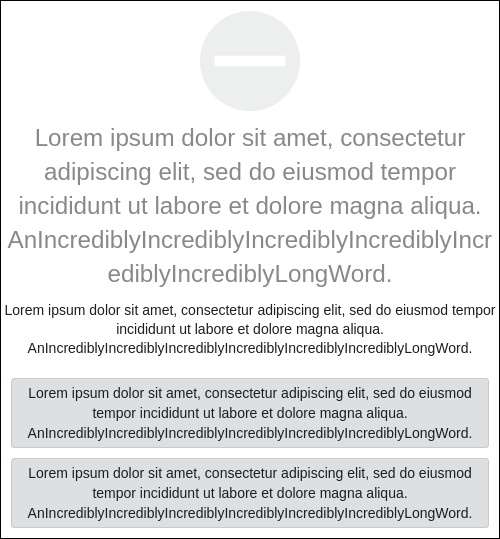 Lorem ipsum dolor sit amet, consectetur
adipiscing elit, sed do eiusmod tempor
incididunt ut labore et dolore magna aliqua.
AnIncrediblyIncrediblyIncrediblyIncrediblyIncr
ediblyIncrediblyLongWord.
Lorem ipsum dolor sit amet, consectetur adipiscing elit, sed do eiusmod tempor
incididunt ut labore et dolore magna aliqua.
AnIncrediblyIncrediblyIncrediblyIncrediblyIncrediblyIncrediblyLongWord.
Lorem ipsum dolor sit amet, consectetur adipiscing elit, sed do eiusmod
tempor incididunt ut labore et dolore magna aliqua.
AnIncrediblyIncrediblyIncrediblyIncrediblyIncrediblyIncrediblyLongWord.
Lorem ipsum dolor sit amet, consectetur adipiscing elit, sed do eiusmod
tempor incididunt ut labore et dolore magna aliqua.
AnIncrediblyIncrediblyIncrediblyIncrediblyIncrediblyIncrediblyLongWord.